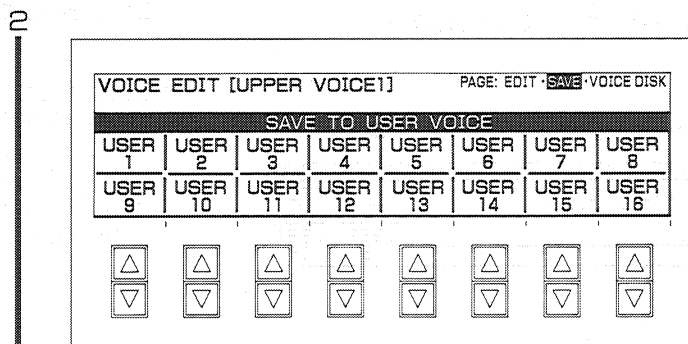 2
VOICE EDIT [UPPER VOICE1] PAGE: EDIT·SAVE·VOICE DISK
SAVE TO USER VOICE
USER USER USER USER USER USER USER USER
1 2 3 4 5 6 7 8
USER USER USER USER USER USER USER USER
9 10 11 12 13 14 15 16